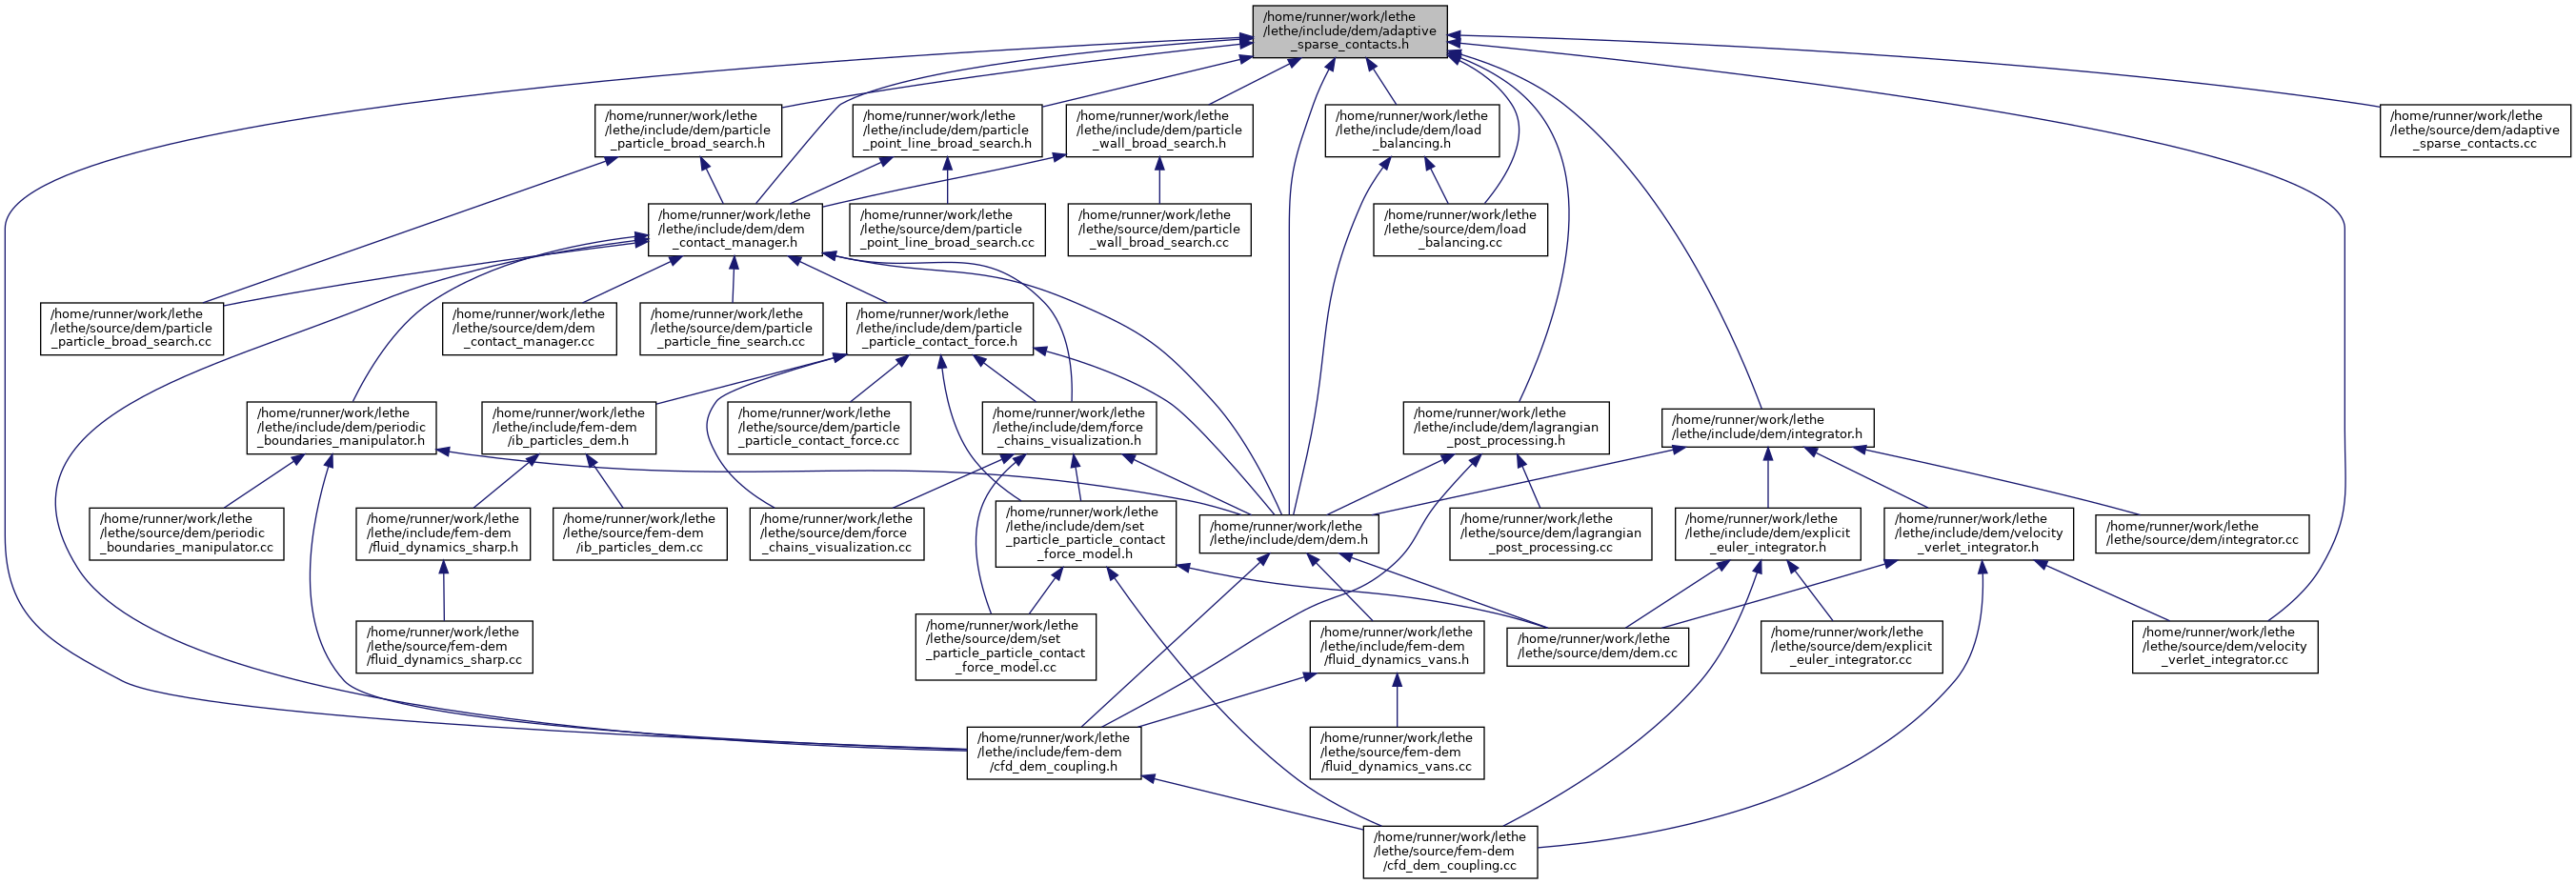 /home/runner/work/lethe
/lethe/include/dem/adaptive
_sparse_contacts.h
/home/runner/work/lethe
/lethe/include/dem/particle
_particle_broad_search.h
/home/runner/work/lethe
/lethe/include/dem/particle
_point_line_broad_search.h
/home/runner/work/lethe
/lethe/include/dem/particle
_wall_broad_search.h
/home/runner/work/lethe
/lethe/include/dem/load
_balancing.h
/home/runner/work/lethe
/lethe/source/dem/adaptive
_sparse_contacts.cc
/home/runner/work/lethe
/lethe/include/dem/dem
_contact_manager.h
/home/runner/work/lethe
/lethe/source/dem/particle
_point_line_broad_search.cc
/home/runner/work/lethe
/lethe/source/dem/particle
_wall_broad_search.cc
/home/runner/work/lethe
/lethe/source/dem/load
_balancing.cc
/home/runner/work/lethe
/lethe/source/dem/particle
_particle_broad_search.cc
/home/runner/work/lethe
/lethe/source/dem/dem
_contact_manager.cc
/home/runner/work/lethe
/lethe/source/dem/particle
_particle_fine_search.cc
/home/runner/work/lethe
/lethe/include/dem/particle
_particle_contact_force.h
/home/runner/work/lethe
/lethe/include/dem/periodic
_boundaries_manipulator.h
/home/runner/work/lethe
/lethe/include/fem-dem
/ib_particles_dem.h
/home/runner/work/lethe
/lethe/source/dem/particle
_particle_contact_force.cc
/home/runner/work/lethe
/lethe/include/dem/force
_chains_visualization.h
/home/runner/work/lethe
/lethe/include/dem/lagrangian
_post_processing.h
/home/runner/work/lethe
/lethe/include/dem/integrator.h
/home/runner/work/lethe
/lethe/source/dem/periodic
_boundaries_manipulator.cc
/home/runner/work/lethe
/lethe/include/fem-dem
/fluid_dynamics_sharp.h
/home/runner/work/lethe
/lethe/source/fem-dem
/ib_particles_dem.cc
/home/runner/work/lethe
/lethe/source/dem/force
_chains_visualization.cc
/home/runner/work/lethe
/lethe/include/dem/set
_particle_particle_contact
_force_model.h
/home/runner/work/lethe
/lethe/include/dem/dem.h
/home/runner/work/lethe
/lethe/source/dem/lagrangian
_post_processing.cc
/home/runner/work/lethe
/lethe/include/dem/explicit
_euler_integrator.h
/home/runner/work/lethe
/lethe/include/dem/velocity
_verlet_integrator.h
/home/runner/work/lethe
/lethe/source/dem/integrator.cc
/home/runner/work/lethe
/lethe/source/fem-dem
/fluid_dynamics_sharp.cc
/home/runner/work/lethe
/lethe/source/dem/set
_particle_particle_contact
_force_model.cc
/home/runner/work/lethe
/lethe/include/fem-dem
/fluid_dynamics_vans.h
/home/runner/work/lethe
/lethe/source/dem/dem.cc
/home/runner/work/lethe
/lethe/source/dem/explicit
_euler_integrator.cc
/home/runner/work/lethe
/lethe/source/dem/velocity
_verlet_integrator.cc
/home/runner/work/lethe
/lethe/include/fem-dem
/cfd_dem_coupling.h
/home/runner/work/lethe
/lethe/source/fem-dem
/fluid_dynamics_vans.cc
/home/runner/work/lethe
/lethe/source/fem-dem
/cfd_dem_coupling.cc